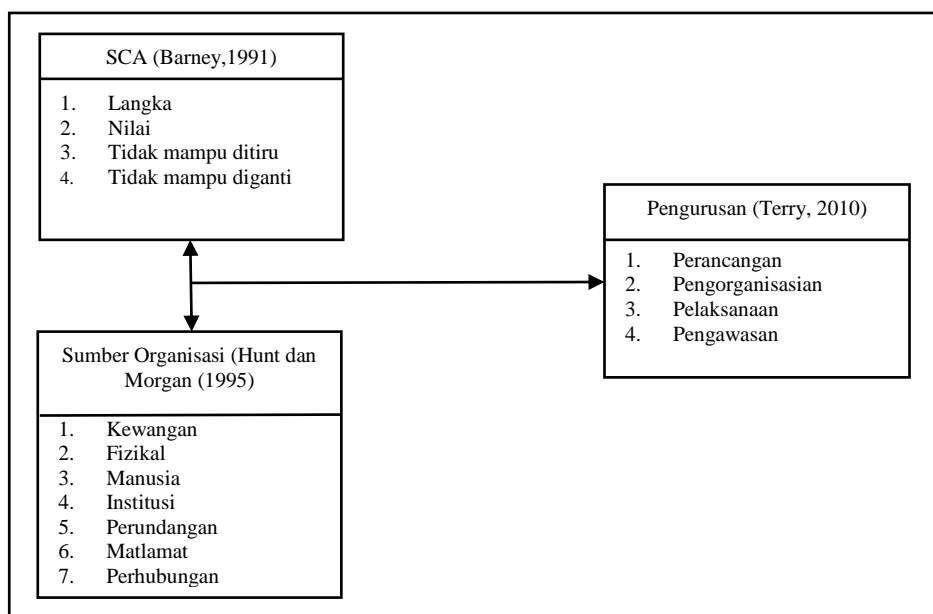 SCA (Barney,1991)
1. Langka
2. Nilai
3. Tidak mampu ditiru
4. Tidak mampu diganti
Pengurusan (Terry, 2010)
1. Perancangan
2. Pengorganisasian
3. Pelaksanaan
4. Pengawasan
Sumber Organisasi (Hunt dan
Morgan (1995)
1. Kewangan
2. Fizikal
3. Manusia
4. Institusi
5. Perundangan
6. Matlamat
7. Perhubungan